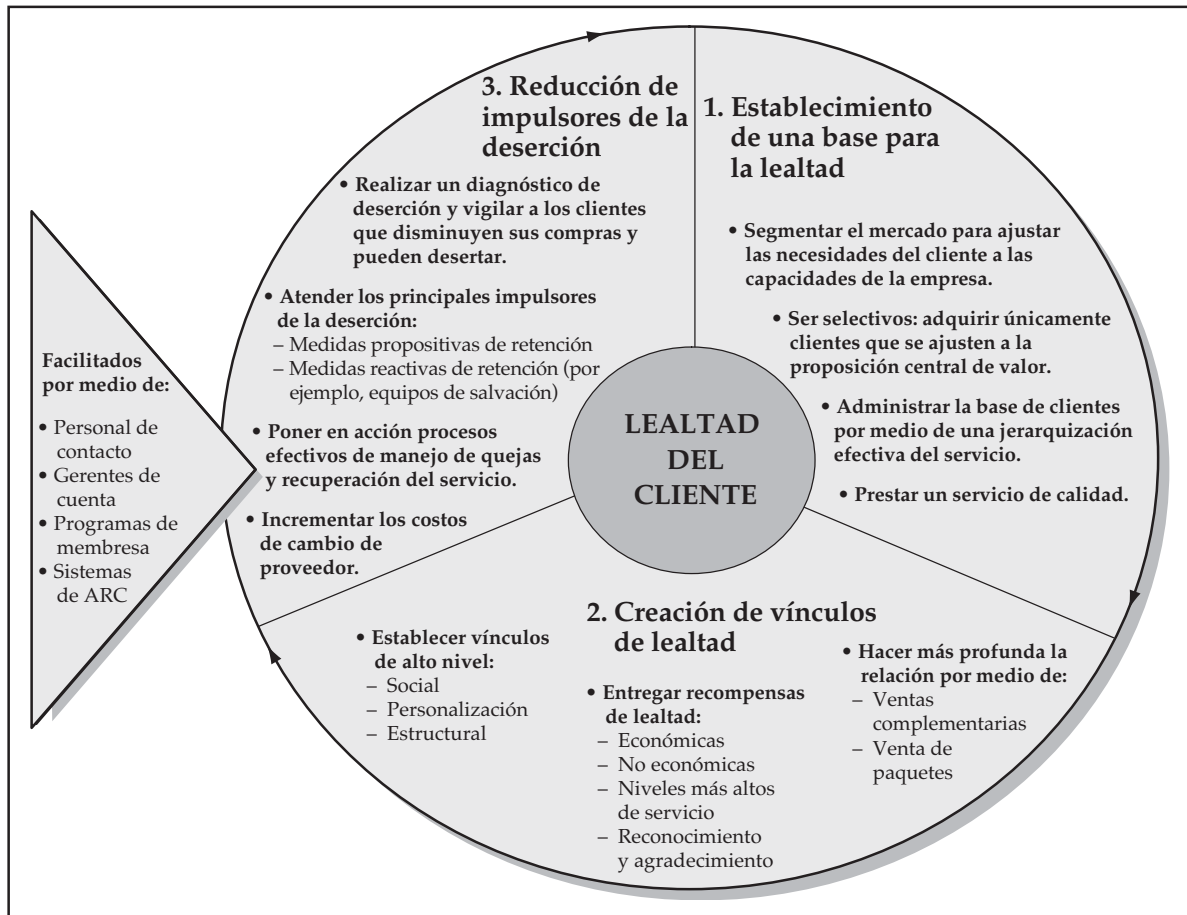 3. Reducción de
impulsores de la
deserción
• Realizar un diagnóstico de
deserción y vigilar a los clientes
que disminuyen sus compras y
pueden desertar.
• Atender los principales impulsores
de la deserción:
– Medidas propositivas de retención
– Medidas reactivas de retención (por
ejemplo, equipos de salvación)
• Poner en acción procesos
efectivos de manejo de quejas
y recuperación del servicio.
• Incrementar los costos
de cambio de
proveedor.
1. Establecimiento
de una base para
la lealtad
• Segmentar el mercado para ajustar
las necesidades del cliente a las
capacidades de la empresa.
• Ser selectivos: adquirir únicamente
clientes que se ajusten a la
proposición central de valor.
• Administrar la base de clientes
por medio de una jerarquización
efectiva del servicio.
• Prestar un servicio de calidad.
Facilitados
por medio de:
• Personal de
contacto
• Gerentes de
cuenta
• Programas de
membresa
• Sistemas
de ARC
LEALTAD
DEL
CLIENTE
2. Creación de vínculos
de lealtad
• Establecer vínculos
de alto nivel:
– Social
– Personalización
– Estructural
• Entregar recompensas
de lealtad:
– Económicas
– No económicas
– Niveles más altos
de servicio
– Reconocimiento
y agradecimiento
• Hacer más profunda la
relación por medio de:
– Ventas
complementarias
– Venta de
paquetes